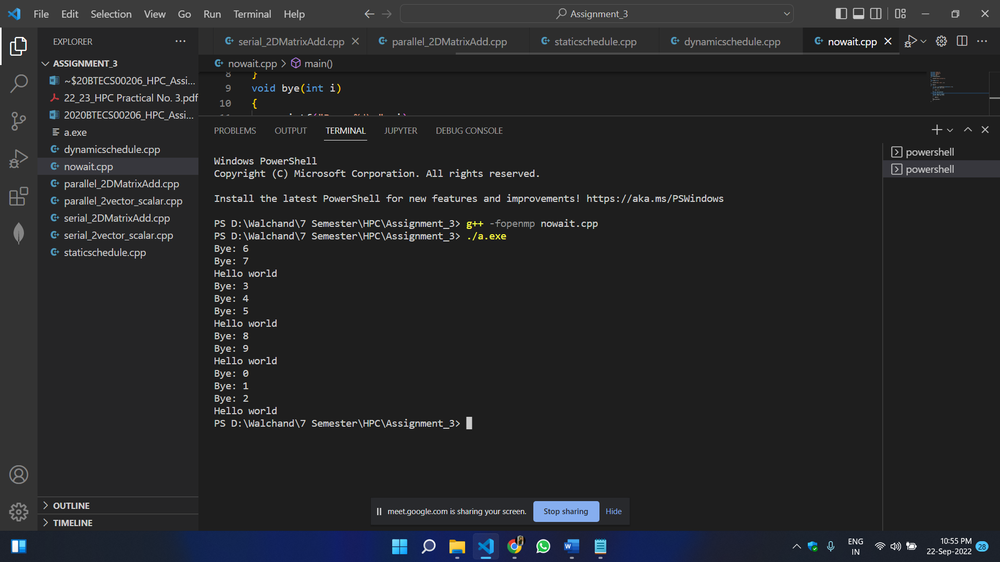 File Edit Selection View Go Run Terminal Help
Assignment_3
EXPLORER
serial_2DMatrixAdd.cpp
parallel_2DMatrixAdd.cpp
staticschedule.cpp
dynamicschedule.cpp
nowait.cpp
ASSIGNMENT_3
~$20BTECS00206_HPC_Assi...
22_23_HPC Practical No. 3.pdf
2020BTECS00206_HPC_Assi...
a.exe
dynamicschedule.cpp
nowait.cpp
parallel_2DMatrixAdd.cpp
parallel_2vector_scalar.cpp
serial_2DMatrixAdd.cpp
serial_2vector_scalar.cpp
staticschedule.cpp
OUTLINE
TIMELINE
nowait.cpp > main()
8 }
9 void bye(int i)
10 {
PROBLEMS OUTPUT TERMINAL JUPYTER DEBUG CONSOLE
Windows PowerShell
Copyright (C) Microsoft Corporation. All rights reserved.
Install the latest PowerShell for new features and improvements! https://aka.ms/PSWindows
PS D:\Walchand\7 Semester\HPC\Assignment_3> g++ -fopenmp nowait.cpp
PS D:\Walchand\7 Semester\HPC\Assignment_3> ./a.exe
Bye: 6
Bye: 7
Hello world
Bye: 3
Bye: 4
Bye: 5
Hello world
Bye: 8
Bye: 9
Hello world
Bye: 0
Bye: 1
Bye: 2
Hello world
PS D:\Walchand\7 Semester\HPC\Assignment_3>
powershell
powershell
meet.google.com is sharing your screen. Stop sharing Hide
ENG
IN
10:55 PM
22-Sep-2022
28